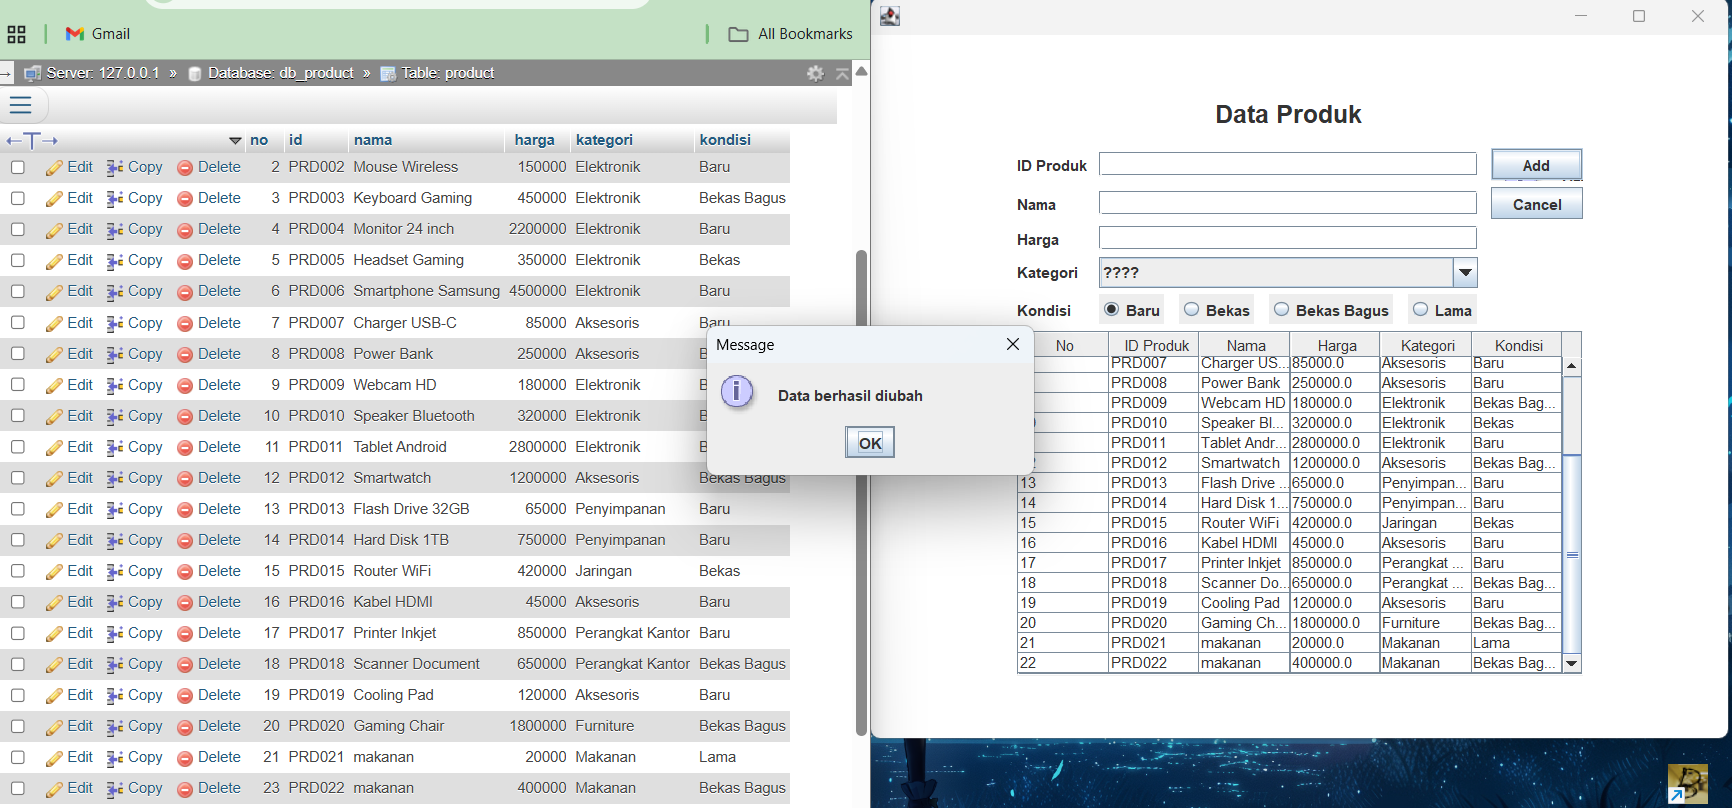 Gmail
All Bookmarks
Server: 127.0.0.1 » Database: db_product » Table: product
no id nama harga kategori kondisi
Edit Copy Delete 2 PRD002 Mouse Wireless 150000 Elektronik Baru
Edit Copy Delete 3 PRD003 Keyboard Gaming 450000 Elektronik Bekas Bagus
Edit Copy Delete 4 PRD004 Monitor 24 inch 2200000 Elektronik Baru
Edit Copy Delete 5 PRD005 Headset Gaming 350000 Elektronik Bekas
Edit Copy Delete 6 PRD006 Smartphone Samsung 4500000 Elektronik Baru
Edit Copy Delete 7 PRD007 Charger USB-C 85000 Aksesoris Baru
Edit Copy Delete 8 PRD008 Power Bank 250000 Aksesoris
Edit Copy Delete 9 PRD009 Webcam HD 180000 Elektronik
Edit Copy Delete 10 PRD010 Speaker Bluetooth 320000 Elektronik
Edit Copy Delete 11 PRD011 Tablet Android 2800000 Elektronik
Edit Copy Delete 12 PRD012 Smartwatch 1200000 Aksesoris Bekas Bagus
Edit Copy Delete 13 PRD013 Flash Drive 32GB 65000 Penyimpanan Baru
Edit Copy Delete 14 PRD014 Hard Disk 1TB 750000 Penyimpanan Baru
Edit Copy Delete 15 PRD015 Router WiFi 420000 Jaringan Bekas
Edit Copy Delete 16 PRD016 Kabel HDMI 45000 Aksesoris Baru
Edit Copy Delete 17 PRD017 Printer Inkjet 850000 Perangkat Kantor Baru
Edit Copy Delete 18 PRD018 Scanner Document 650000 Perangkat Kantor Bekas Bagus
Edit Copy Delete 19 PRD019 Cooling Pad 120000 Aksesoris Baru
Edit Copy Delete 20 PRD020 Gaming Chair 1800000 Furniture Bekas Bagus
Edit Copy Delete 21 PRD021 makanan 20000 Makanan Lama
Edit Copy Delete 23 PRD022 makanan 400000 Makanan Bekas Bagus
Message
Data berhasil diubah
OK
Data Produk
ID Produk Add
Nama Cancel
Harga
Kategori ????
Kondisi Baru Bekas Bekas Bagus Lama
No ID Produk Nama Harga Kategori Kondisi
PRD007 Charger US... 85000.0 Aksesoris Baru
PRD008 Power Bank 250000.0 Aksesoris Baru
PRD009 Webcam HD 180000.0 Elektronik Bekas Bag...
PRD010 Speaker Bl... 320000.0 Elektronik Bekas
PRD011 Tablet Andr... 2800000.0 Elektronik Baru
PRD012 Smartwatch 1200000.0 Aksesoris Bekas Bag...
13 PRD013 Flash Drive ... 65000.0 Penyimpan... Baru
14 PRD014 Hard Disk 1... 750000.0 Penyimpan... Baru
15 PRD015 Router WiFi 420000.0 Jaringan Bekas
16 PRD016 Kabel HDMI 45000.0 Aksesoris Baru
17 PRD017 Printer Inkjet 850000.0 Perangkat ... Baru
18 PRD018 Scanner Do... 650000.0 Perangkat ... Bekas Bag...
19 PRD019 Cooling Pad 120000.0 Aksesoris Baru
20 PRD020 Gaming Ch... 1800000.0 Furniture Bekas Bag...
21 PRD021 makanan 20000.0 Makanan Lama
22 PRD022 makanan 400000.0 Makanan Bekas Bag...